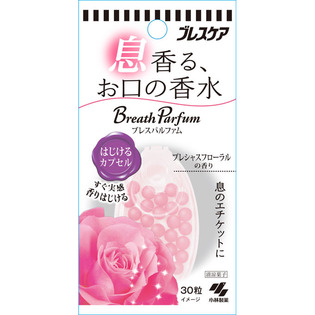 ブレスケア
息香る、
お口の香水
Breath Parfum
ブレスパルファム
はじける
カプセル
プレシャスフローラル
の香り
すぐ実感
香りはじける
息のエチケットに
清涼菓子
30粒
イメージ
小林製薬